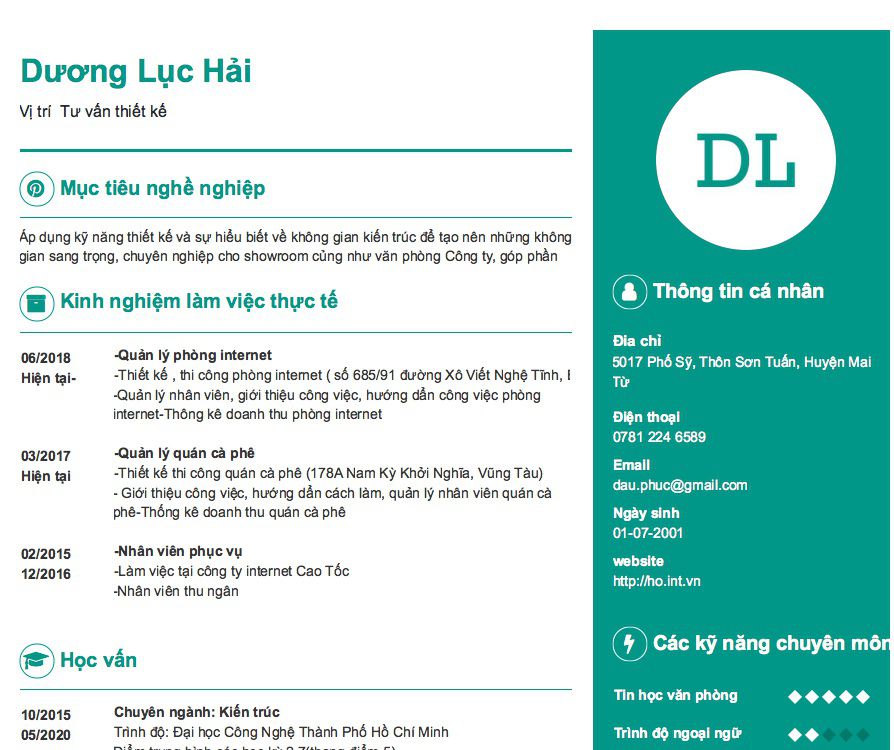 Dương Lục Hải
Vị trí Tư vấn thiết kế
Mục tiêu nghề nghiệp
Áp dụng kỹ năng thiết kế và sự hiểu biết về không gian kiến trúc để tạo nên những không
gian sang trọng, chuyên nghiệp cho showroom củng như văn phòng Công ty, góp phần
Kinh nghiệm làm việc thực tế
06/2018
Hiện tại-
-Quản lý phòng internet
-Thiết kế , thi công phòng internet ( số 685/91 đường Xô Viết Nghệ Tĩnh,
-Quản lý nhân viên, giới thiệu công việc, hướng dẩn công việc phòng
internet-Thông kê doanh thu phòng internet
03/2017
Hiện tại
-Quản lý quán cà phê
-Thiết kế thi công quán cà phê (178A Nam Kỳ Khởi Nghĩa, Vũng Tàu)
- Giới thiệu công việc, hướng dẩn cách làm, quản lý nhân viên quán cà
phê-Thống kê doanh thu quán cà phê
02/2015
12/2016
-Nhân viên phục vụ
-Làm việc tại công ty internet Cao Tốc
-Nhân viên thu ngân
Học vấn
10/2015
05/2020
Chuyên ngành: Kiến trúc
Trình độ: Đại học Công Nghệ Thành Phố Hồ Chí Minh
DL
Thông tin cá nhân
Địa chỉ
5017 Phố Sỹ, Thôn Sơn Tuấn, Huyện Mai
Từ
Điện thoại
0781 224 6589
Email
dau.phuc@gmail.com
Ngày sinh
01-07-2001
website
http://ho.int.vn
Các kỹ năng chuyên môn
Tin học văn phòng
Trình độ ngoại ngữ